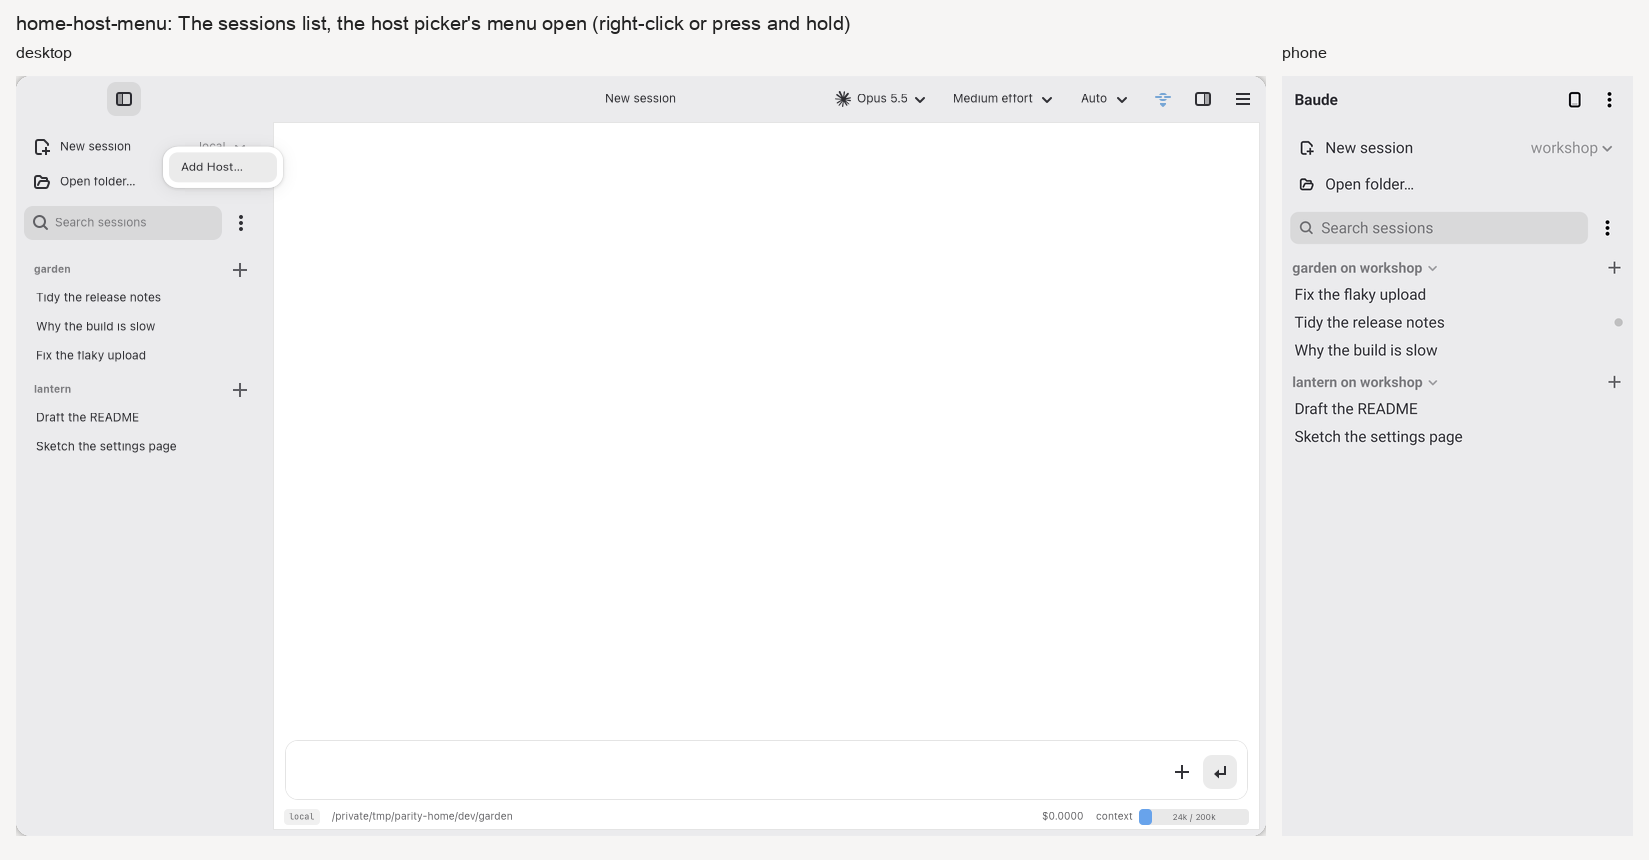 home-host-menu: The sessions list, the host picker's menu open (right-click or press and hold)
desktop
New session
Opus 5.5
Medium effort
Auto
New session
local
Add Host...
Open folder...
Search sessions
garden
Tidy the release notes
Why the build is slow
Fix the flaky upload
lantern
Draft the README
Sketch the settings page
local
/private/tmp/parity-home/dev/garden
$0.0000
context
24k / 200k
phone
Baude
New session
workshop
Open folder...
Search sessions
garden on workshop
Fix the flaky upload
Tidy the release notes
Why the build is slow
lantern on workshop
Draft the README
Sketch the settings page